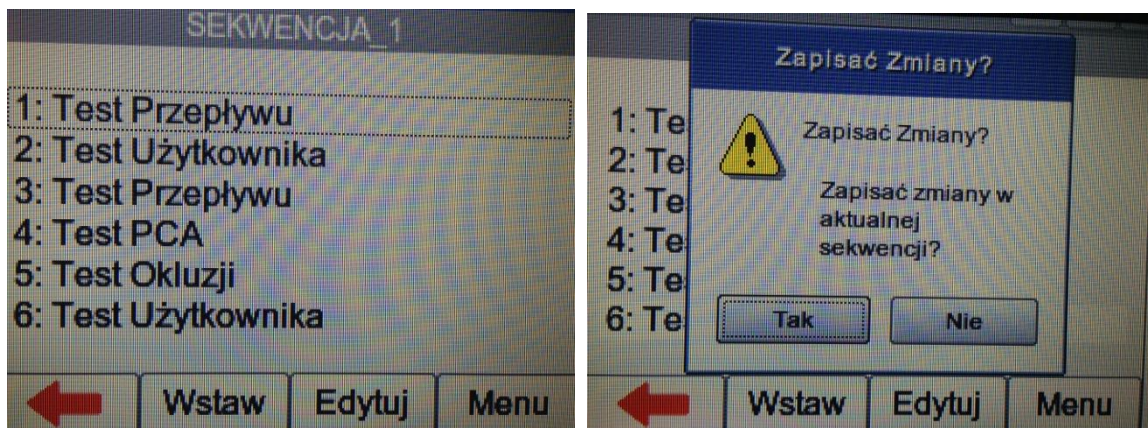 SEKWENCJA_1
1: Test Przepływu
2: Test Użytkownika
3: Test Przepływu
4: Test PCA
5: Test Okluzji
6: Test Użytkownika
Wstaw Edytuj Menu
Zapisać Zmiany?
Zapisać Zmiany?
Zapisać zmiany w
aktualnej
sekwencji?
Tak Nie
1: Te
2: Te
3: Te
4: Te
5: Te
6: Te
Wstaw Edytuj Menu